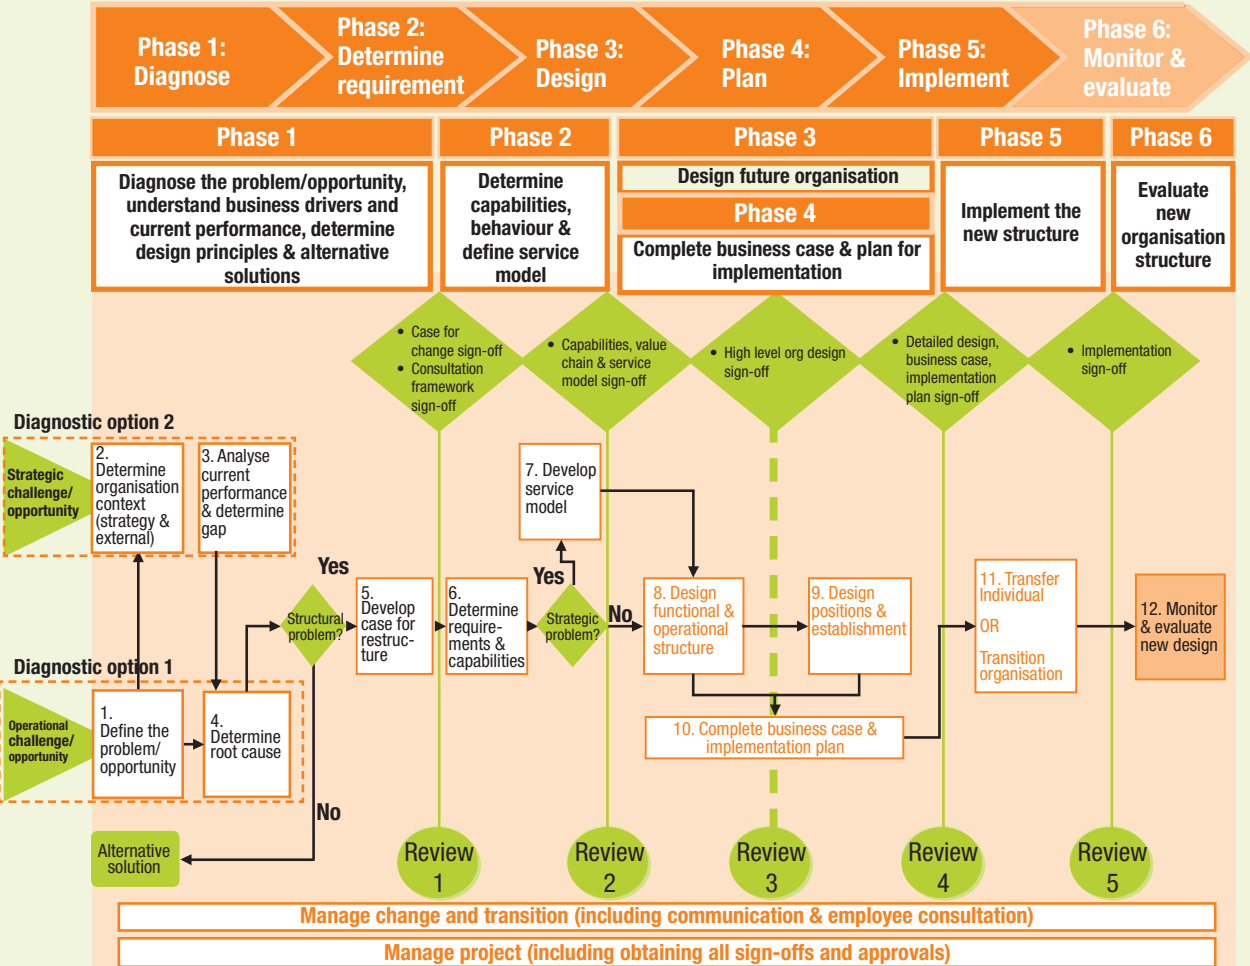 Phase 1:
Diagnose
Phase 2:
Determine
requirement
Phase 3:
Design
Phase 4:
Plan
Phase 5:
Implement
Phase 6:
Monitor &
evaluate
Phase 1
Phase 2
Phase 3
Phase 5
Phase 6
Diagnose the problem/opportunity,
understand business drivers and
current performance, determine
design principles & alternative
solutions
Determine
capabilities,
behaviour &
define service
model
Design future organisation
Phase 4
Complete business case & plan for
implementation
Implement the
new structure
Evaluate
new
organisation
structure
• Case for
change sign-off
• Consultation
framework
sign-off
• Capabilities, value
chain & service
model sign-off
• High level org design
sign-off
• Detailed design,
business case,
implementation
plan sign-off
• Implementation
sign-off
Diagnostic option 2
Strategic
challenge/
opportunity
2.
Determine
organisation
context
(strategy &
external)
3. Analyse
current
performance
& determine
gap
7. Develop
service
model
Yes
Structural
problem?
5.
Develop
case for
restruc-
ture
6.
Determine
require-
ments &
capabilities
Yes
Strategic
problem?
No
8. Design
functional &
operational
structure
9. Design
positions &
establishment
11. Transfer
Individual
OR
Transition
organisation
12. Monitor
& evaluate
new design
Diagnostic option 1
Operational
challenge/
opportunity
1.
Define the
problem/
opportunity
4.
Determine
root cause
10. Complete business case &
implementation plan
No
Alternative
solution
Review
1
Review
2
Review
3
Review
4
Review
5
Manage change and transition (including communication & employee consultation)
Manage project (including obtaining all sign-offs and approvals)